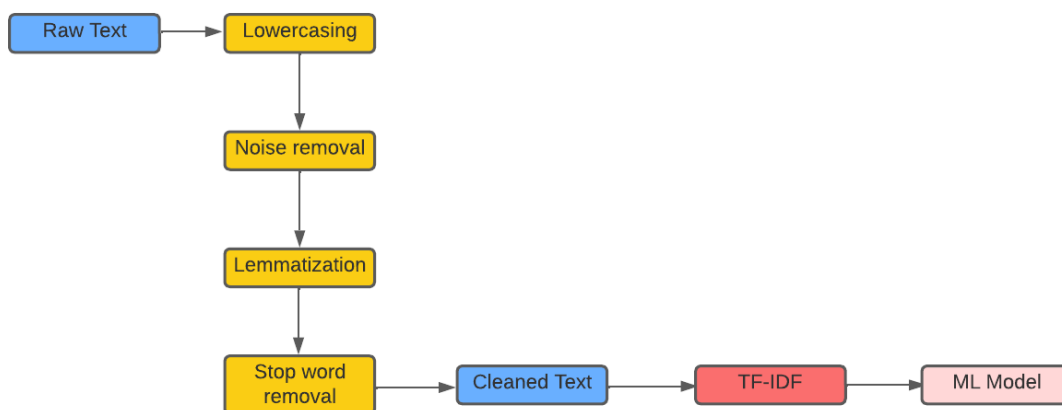 Raw Text
Lowercasing
Noise removal
Lemmatization
Stop word
removal
Cleaned Text
TF-IDF
ML Model